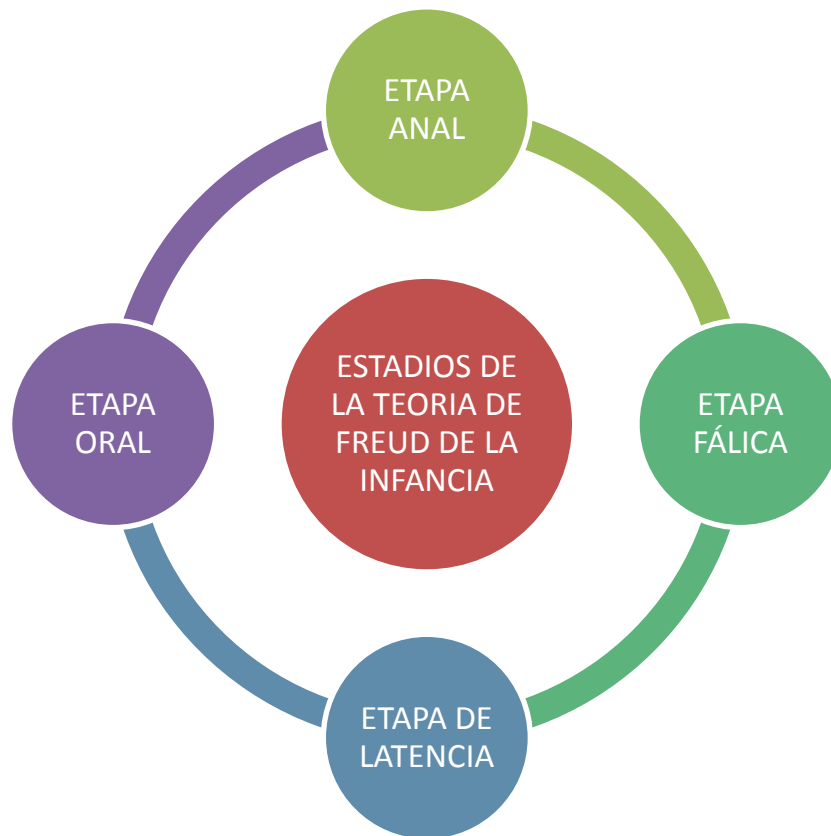 ETAPA
ANAL
ESTADIOS DE
LA TEORIA DE
FREUD DE LA
INFANCIA
ETAPA
ORAL
ETAPA
FÁLICA
ETAPA DE
LATENCIA